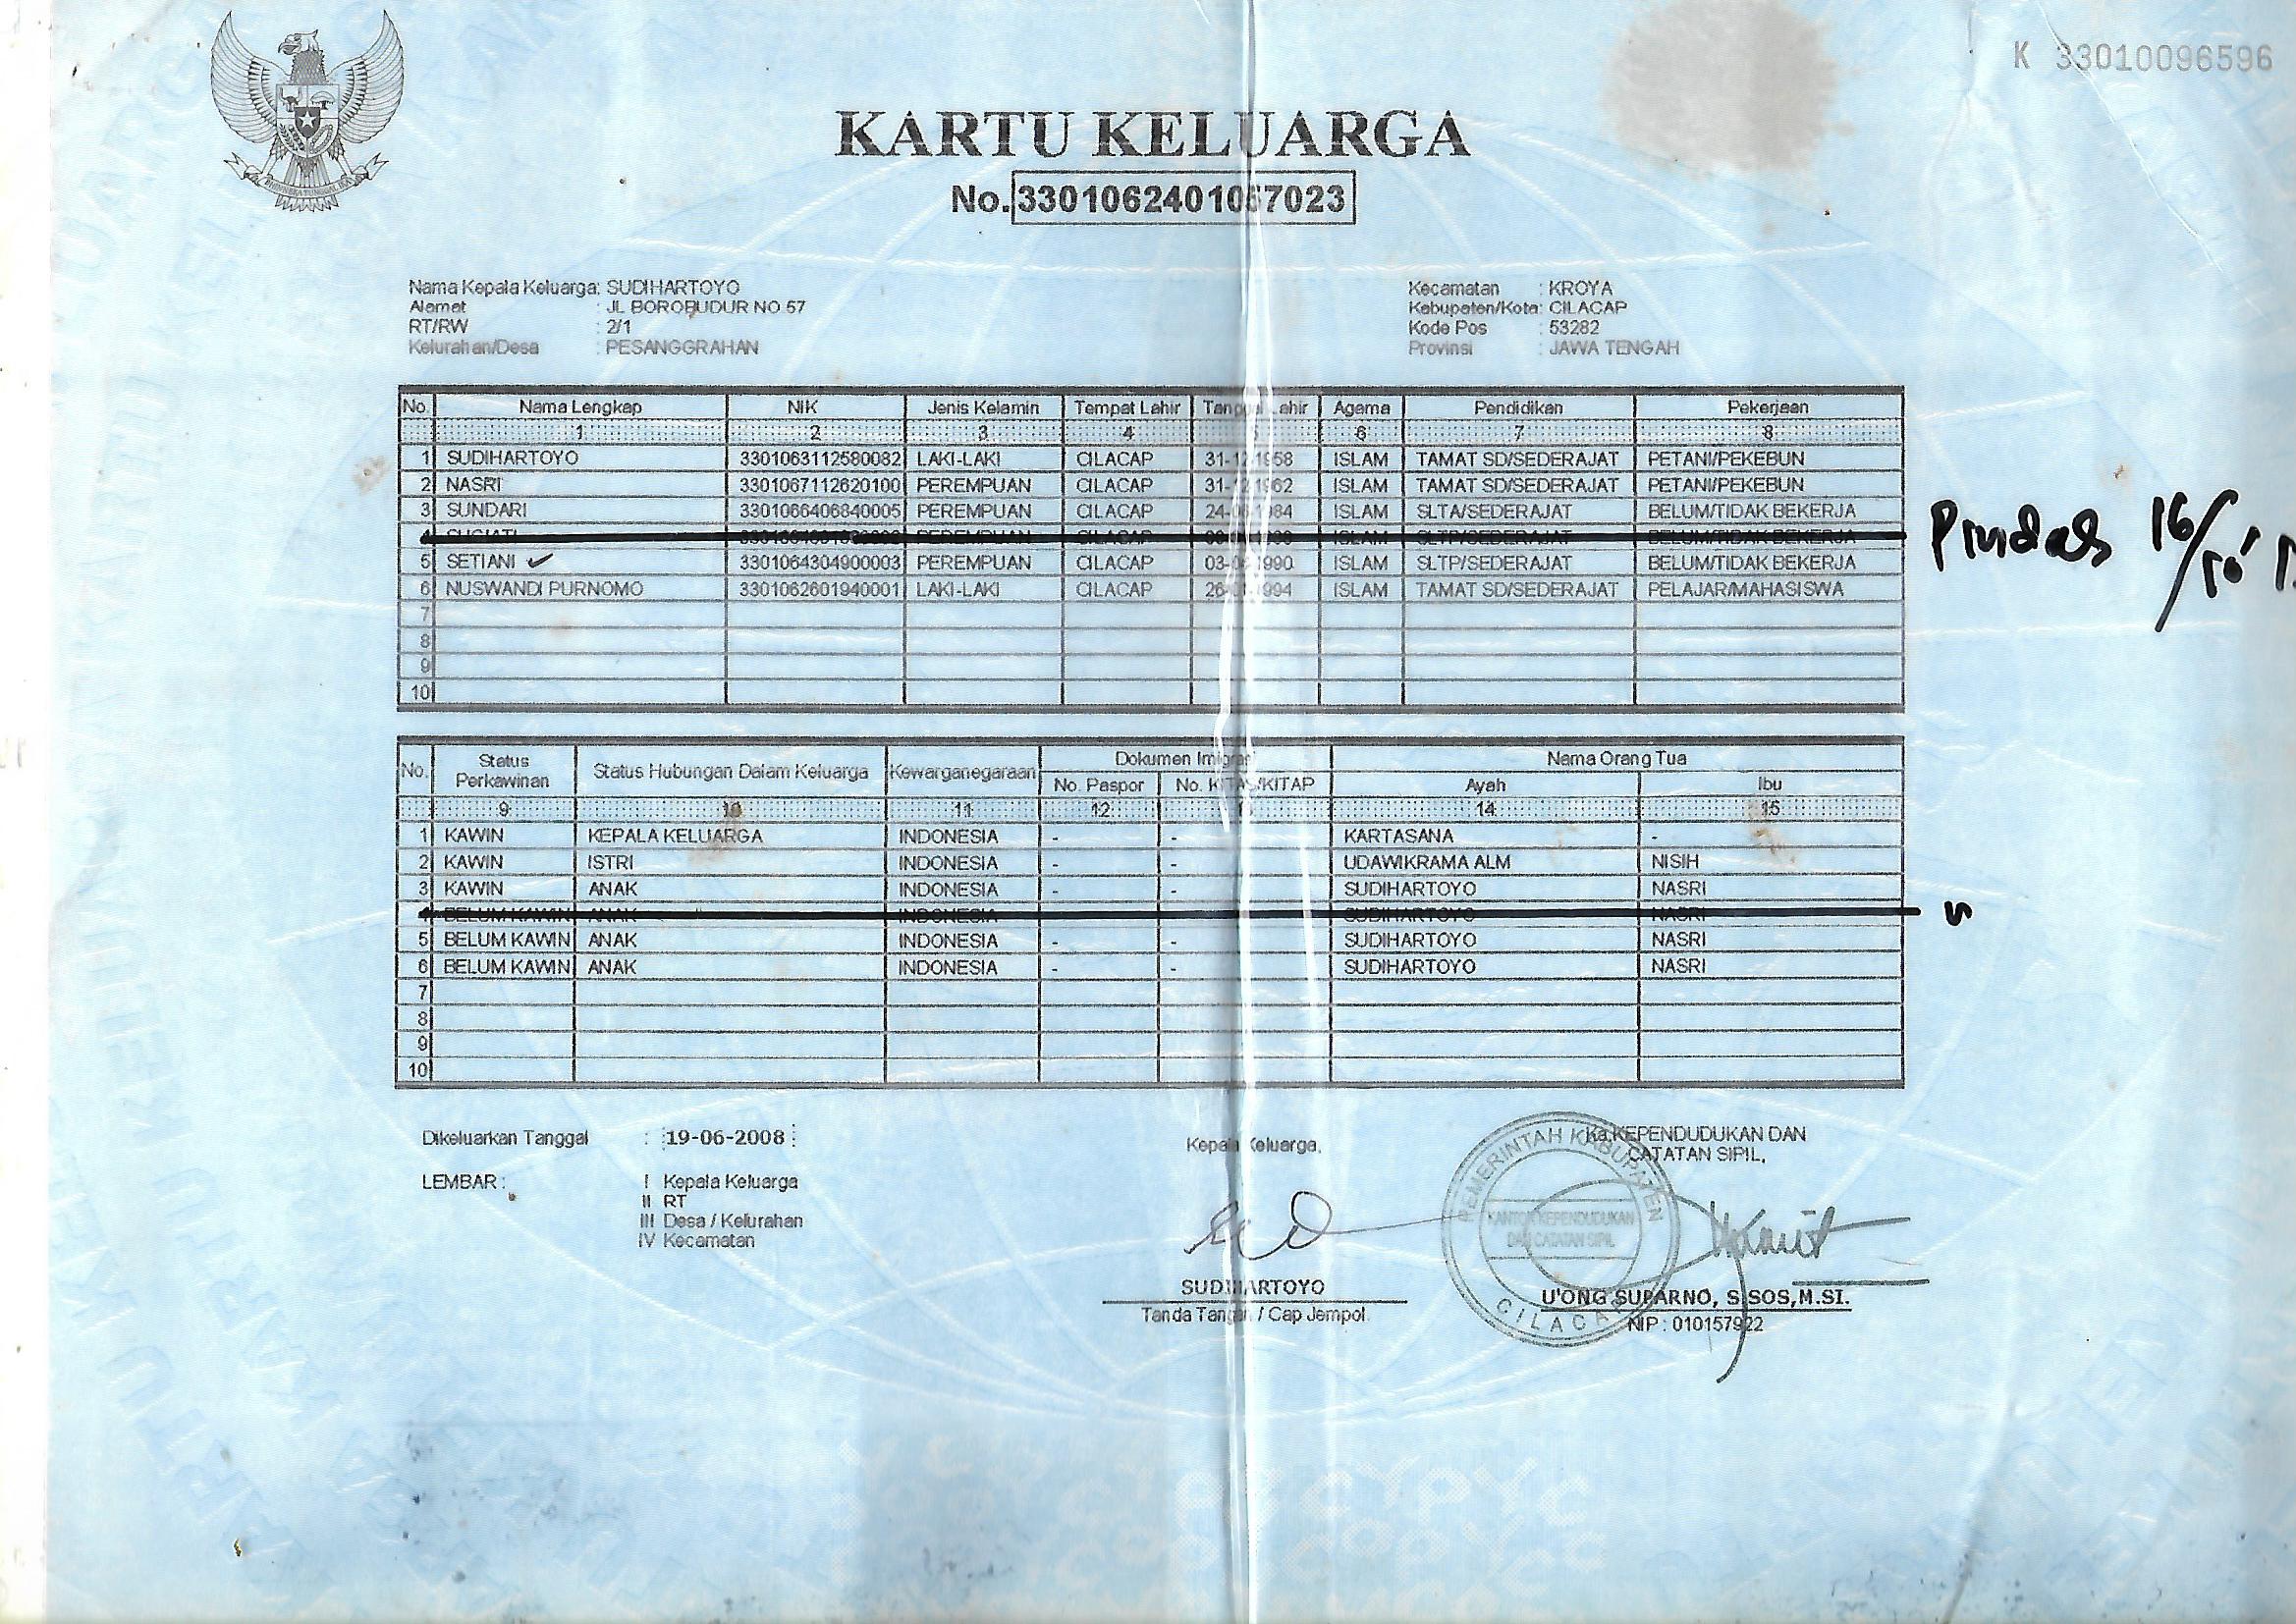 K 33010096596
KARTU KELUARGA
No. 3301062401057023
Nama Kepala Keluarga: SUDIHARTOYO
Alamat : JL BOROBUDUR NO 57
RT/RW : 2/1
Kelurahan/Desa : PESANGGRAHAN
Kecamatan : KROYA
Kabupaten/Kota: CILACAP
Kode Pos : 53282
Provinsi : JAWA TENGAH
No. Nama Lengkap NIK Jenis Kelamin Tempat Lahir Tanggal Lahir Agama Pendidikan Pekerjaan
1 2 3 4 6 7 8
1 SUDIHARTOYO 3301063112580082 LAKI-LAKI CILACAP 31-12-1958 ISLAM TAMAT SD/SEDERAJAT PETANI/PEKEBUN
2 NASRI 3301067112620100 PEREMPUAN CILACAP 31-12-1962 ISLAM TAMAT SD/SEDERAJAT PETANI/PEKEBUN
3 SUNDARI 3301066406840005 PEREMPUAN CILACAP 24-06-1984 ISLAM SLTA/SEDERAJAT BELUM/TIDAK BEKERJA
4 SUGIATI PEREMPUAN CILACAP ISLAM SLTP/SEDERAJAT BELUM/TIDAK BEKERJA Pindah 16/10'
5 SETIANI ✓ 3301064304900003 PEREMPUAN CILACAP 03-0 1990 ISLAM SLTP/SEDERAJAT BELUM/TIDAK BEKERJA
6 NUSWANDI PURNOMO 3301062601940001 LAKI-LAKI CILACAP 26-01-1994 ISLAM TAMAT SD/SEDERAJAT PELAJAR/MAHASISWA
7
8
9
10
No. Status Perkawinan Status Hubungan Dalam Keluarga Kewarganegaraan Dokumen Imigrasi Nama Orang Tua
No. Paspor No. KITAS/KITAP Ayah Ibu
9 10 11 12 14 15
1 KAWIN KEPALA KELUARGA INDONESIA - - KARTASANA -
2 KAWIN ISTRI INDONESIA - - UDAWIKRAMA ALM NISIH
3 KAWIN ANAK INDONESIA - - SUDIHARTOYO NASRI
4 BELUM KAWIN ANAK INDONESIA SUDIHARTOYO NASRI
5 BELUM KAWIN ANAK INDONESIA - - SUDIHARTOYO NASRI
6 BELUM KAWIN ANAK INDONESIA - - SUDIHARTOYO NASRI
7
8
9
10
Dikeluarkan Tanggal : 19-06-2008
LEMBAR : I Kepala Keluarga
II RT
III Desa / Kelurahan
IV Kecamatan
Kepala Keluarga,
SUDIHARTOYO
Tanda Tangan / Cap Jempol
Ka.KEPENDUDUKAN DAN
CATATAN SIPIL,
PEMERINTAH KABUPATEN
KANTOR KEPENDUDUKAN
DAN CATATAN SIPIL
CILACAP
U'ONG SUPARNO, S.SOS,M.SI.
NIP : 010157922